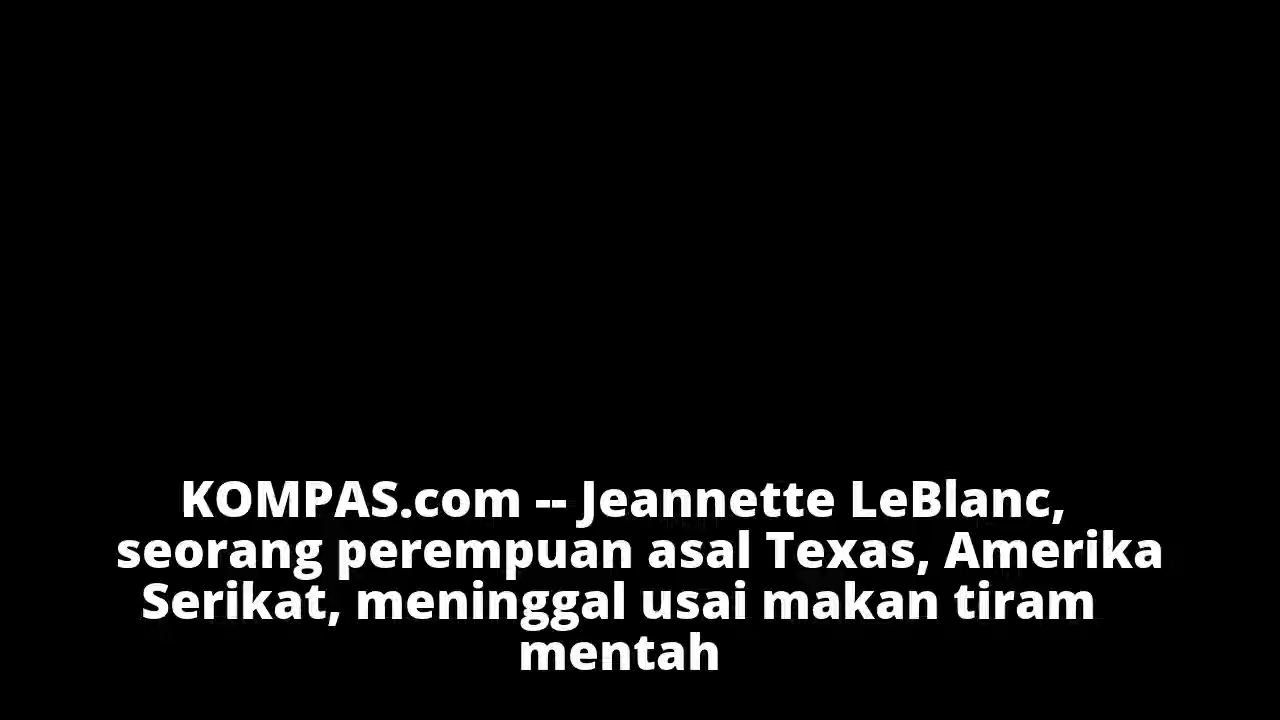 KOMPAS.com -- Jeannette LeBlanc,
seorang perempuan asal Texas, Amerika
Serikat, meninggal usai makan tiram
mentah